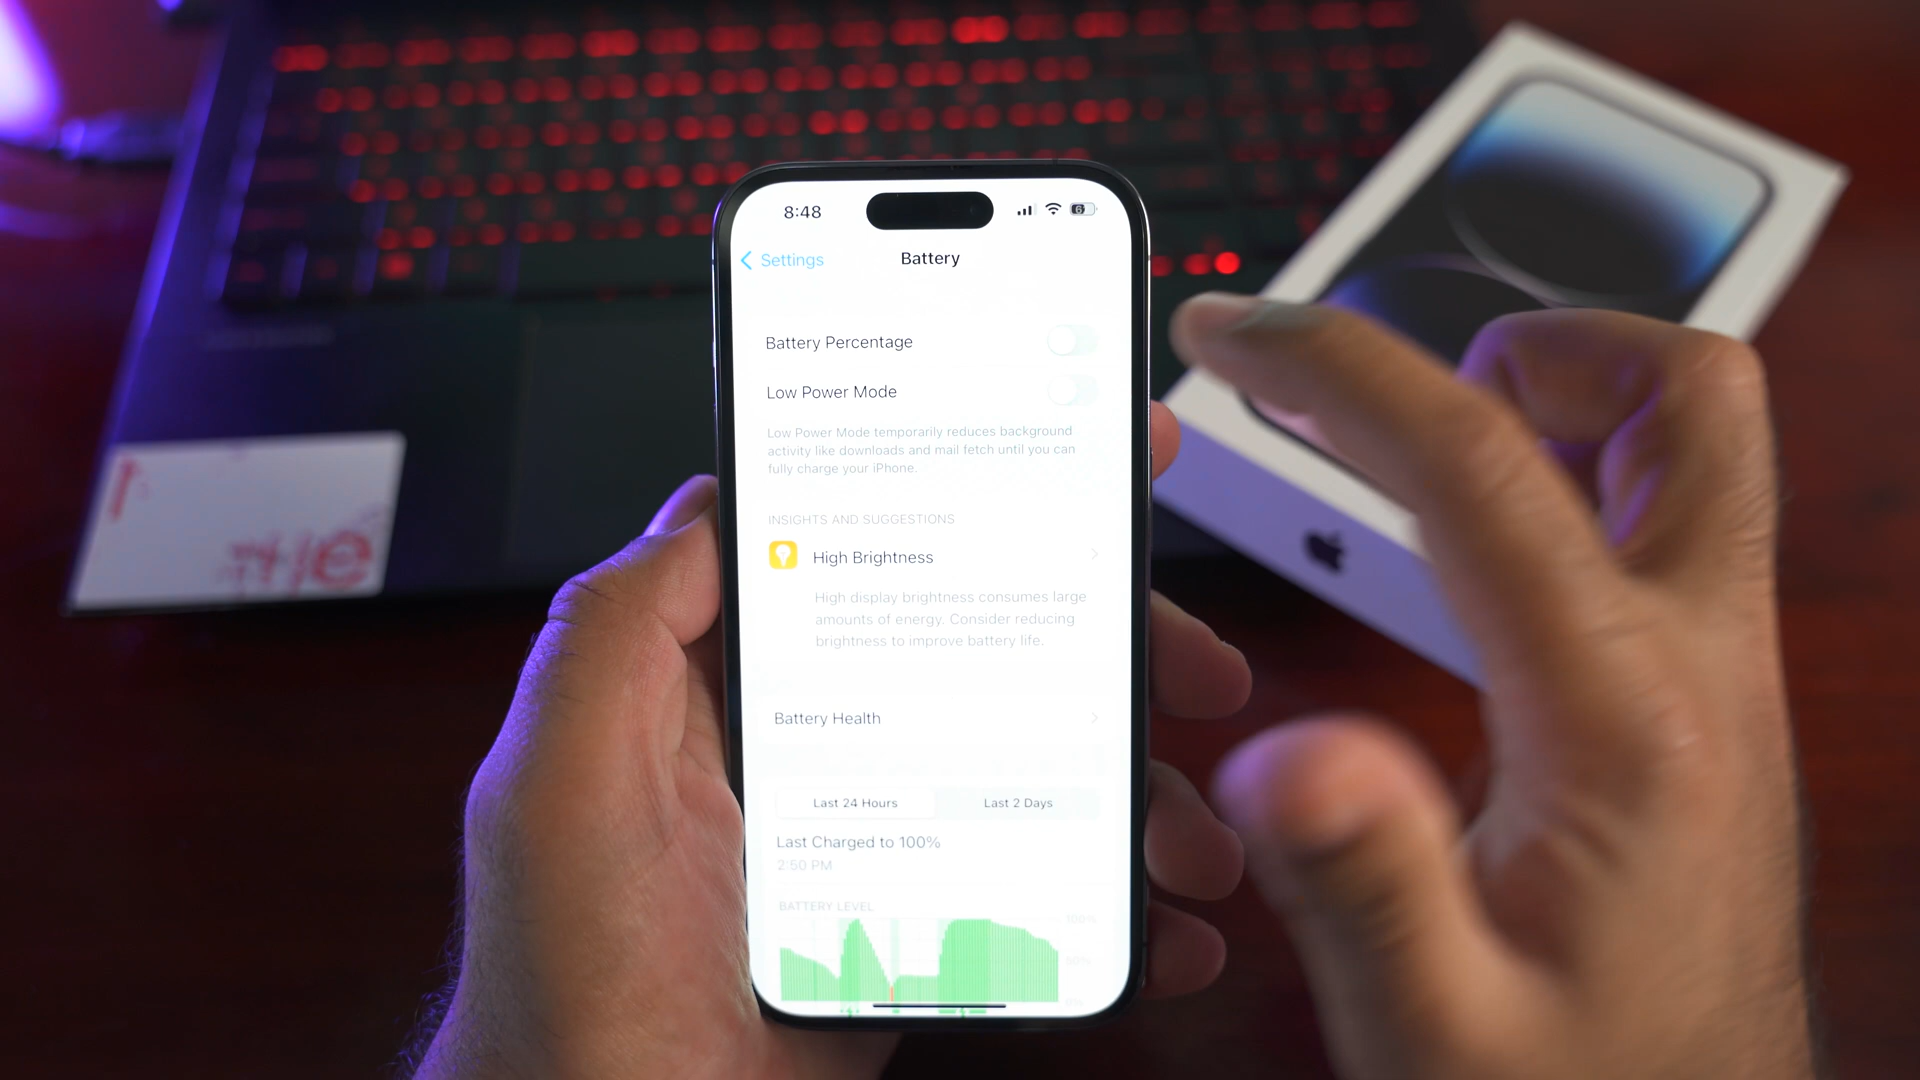 8:48
Settings
Battery
Battery Percentage
Low Power Mode
Low Power Mode temporarily reduces background
activity like downloads and mail fetch until you can
fully charge your iPhone.
INSIGHTS AND SUGGESTIONS
High Brightness
High display brightness consumes large
amounts of energy. Consider reducing
brightness to improve battery life.
Battery Health
Last 24 Hours
Last 2 Days
Last Charged to 100%
2:50 PM
BATTERY LEVEL
100%
50%
0%